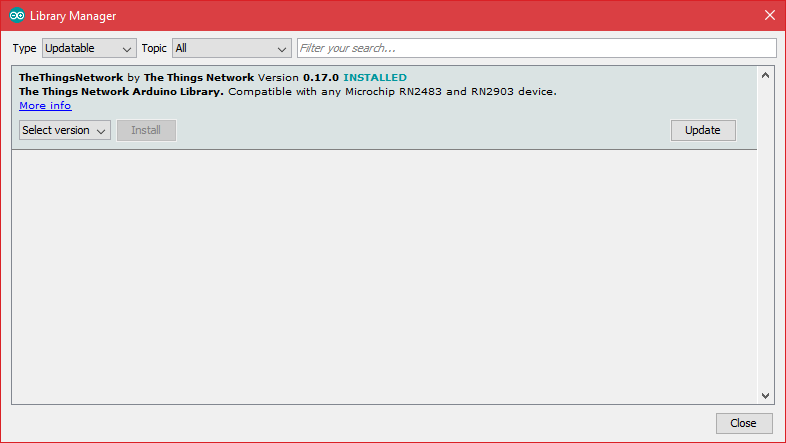 Library Manager
Type Updatable Topic All Filter your search...
TheThingsNetwork by The Things Network Version 0.17.0 INSTALLED
The Things Network Arduino Library. Compatible with any Microchip RN2483 and RN2903 device.
More info
Select version Install Update
Close